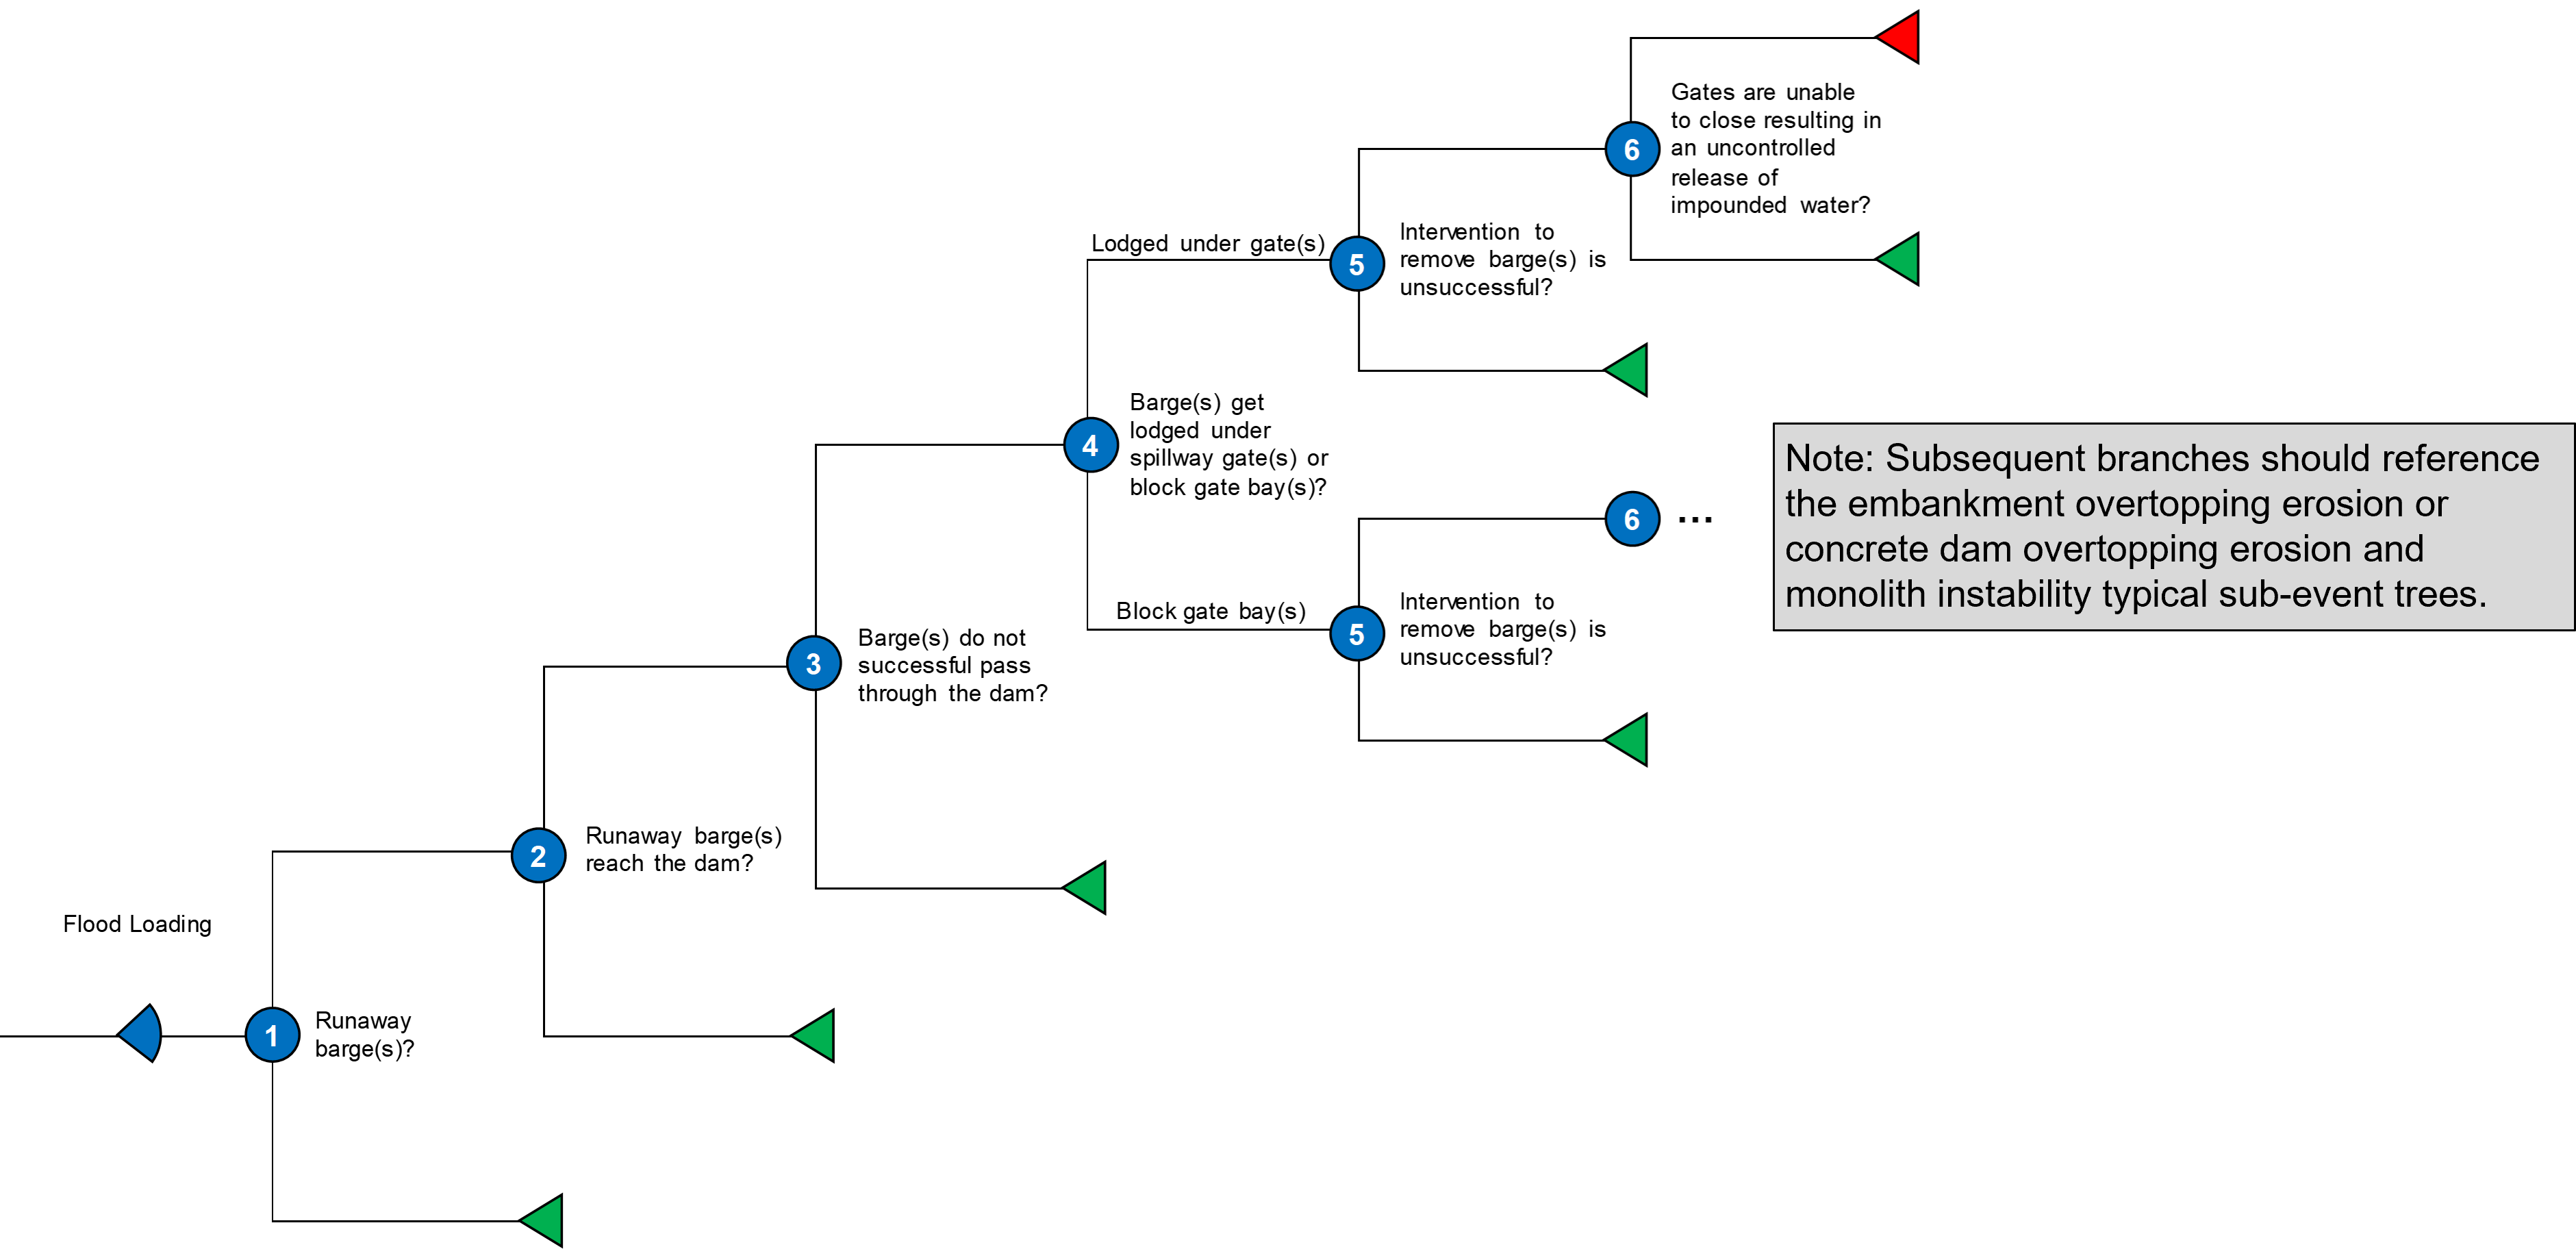 Gates are unable
to close resulting in
an uncontrolled
release of
impounded water?
6
Lodged under gate(s)
5
Intervention to
remove barge(s) is
unsuccessful?
4
Barge(s) get
lodged under
spillway gate(s) or
block gate bay(s)?
6
...
Note: Subsequent branches should reference
the embankment overtopping erosion or
concrete dam overtopping erosion and
monolith instability typical sub-event trees.
Block gate bay(s)
5
Intervention to
remove barge(s) is
unsuccessful?
3
Barge(s) do not
successful pass
through the dam?
2
Runaway barge(s)
reach the dam?
Flood Loading
1
Runaway
barge(s)?